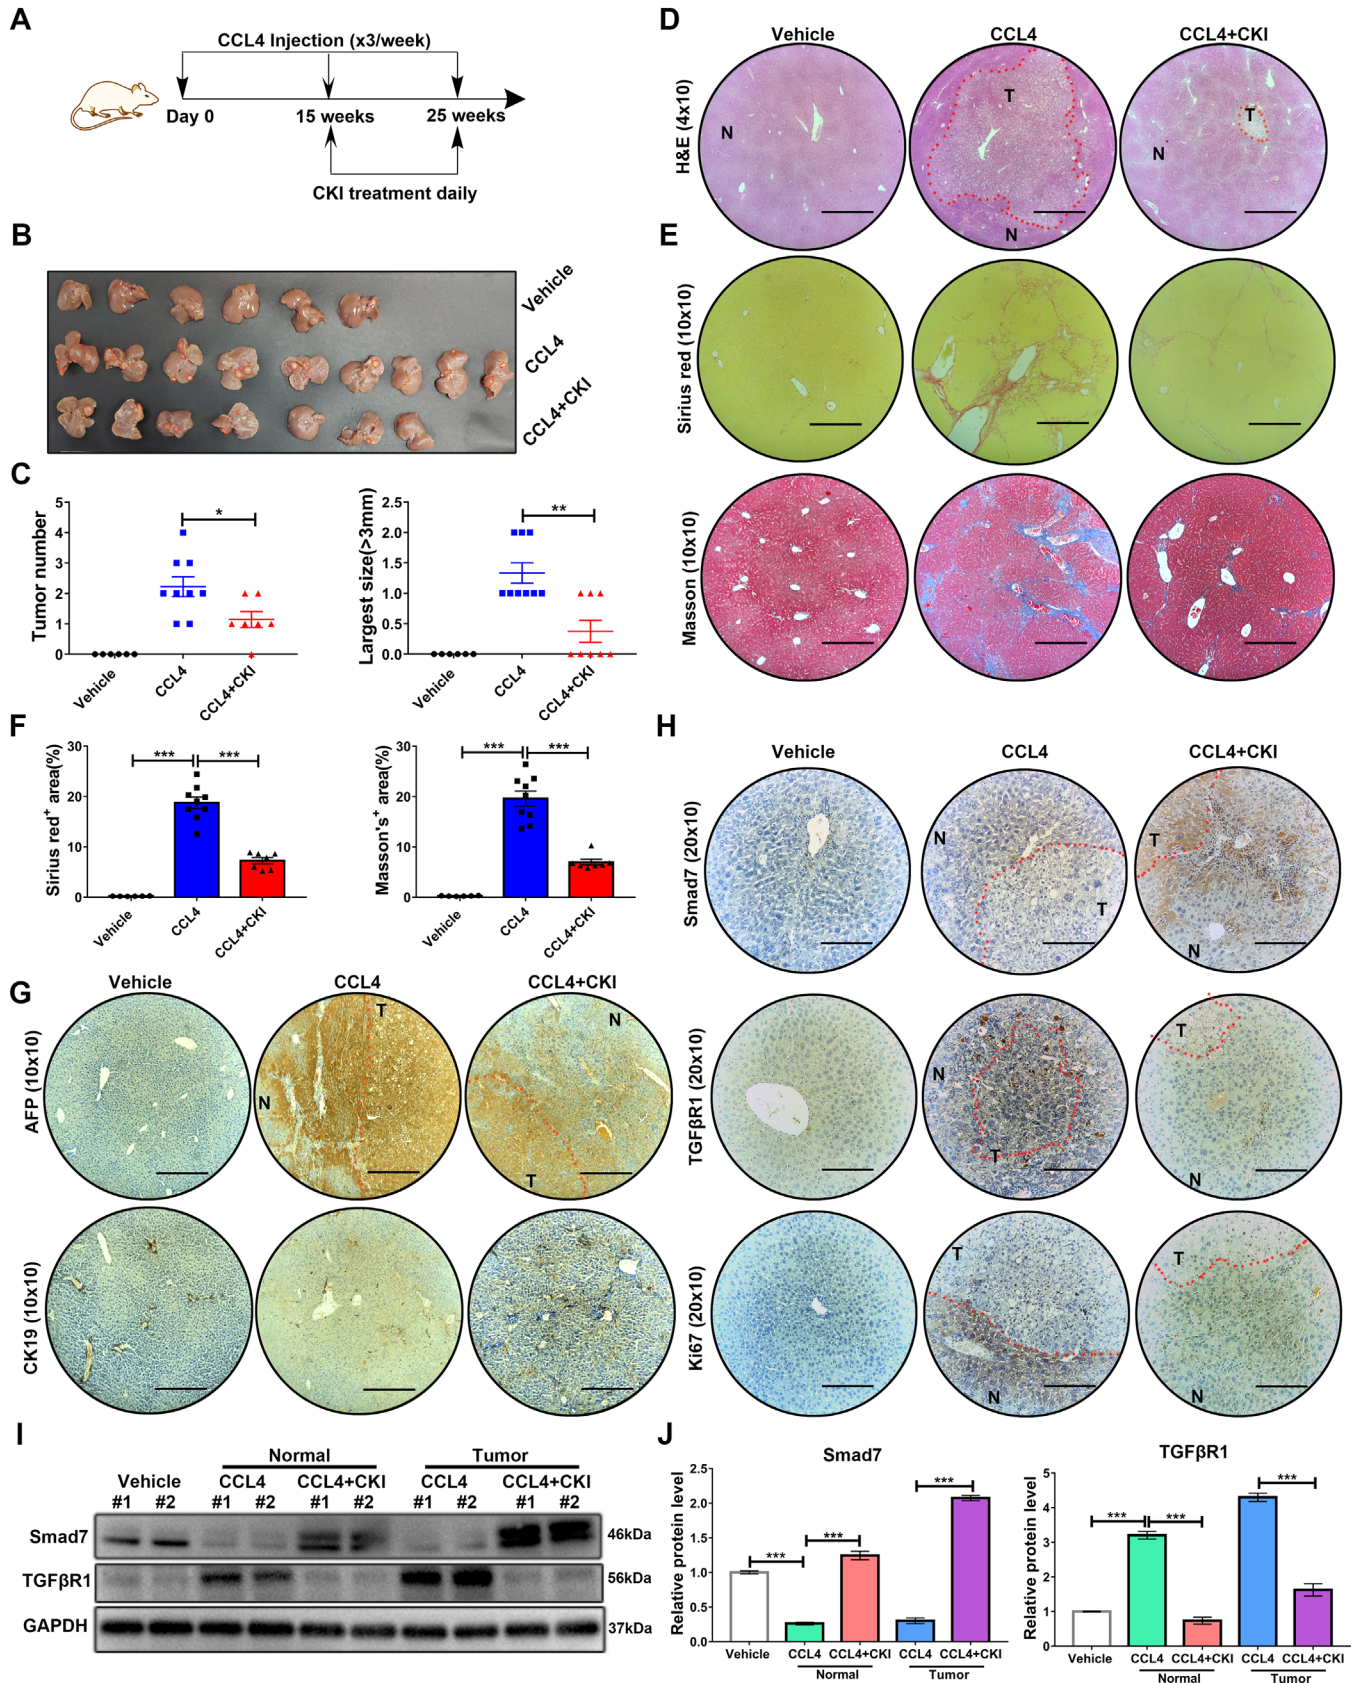 A
CCL4 Injection (x3/week)
Day 0
15 weeks
25 weeks
CKI treatment daily
B
Vehicle
CCL4
CCL4+CKI
C
Tumor number
5
4
3
2
1
0
*
Vehicle
CCL4
CCL4+CKI
Largest size(>3mm)
2.5
2.0
1.5
1.0
0.5
0.0
**
Vehicle
CCL4
CCL4+CKI
D
Vehicle
CCL4
CCL4+CKI
H&E (4x10)
N
T
N
T
N
E
Sirius red (10x10)
Masson (10x10)
F
Sirius red+ area(%)
30
20
10
0
***
***
Vehicle
CCL4
CCL4+CKI
Masson's+ area(%)
30
20
10
0
***
***
Vehicle
CCL4
CCL4+CKI
G
Vehicle
CCL4
CCL4+CKI
AFP (10x10)
T
N
N
T
CK19 (10x10)
H
Vehicle
CCL4
CCL4+CKI
Smad7 (20x10)
N
T
T
N
TGFβR1 (20x10)
N
T
T
N
Ki67 (20x10)
T
N
T
N
I
Normal
Tumor
Vehicle
CCL4
CCL4+CKI
CCL4
CCL4+CKI
#1 #2 #1 #2 #1 #2 #1 #2 #1 #2
Smad7
46kDa
TGFβR1
56kDa
GAPDH
37kDa
J
Smad7
Relative protein level
2.5
2.0
1.5
1.0
0.5
0.0
***
***
***
Vehicle
CCL4 CCL4+CKI
CCL4 CCL4+CKI
Normal
Tumor
TGFβR1
Relative protein level
5
4
3
2
1
0
***
***
***
Vehicle
CCL4 CCL4+CKI
CCL4 CCL4+CKI
Normal
Tumor